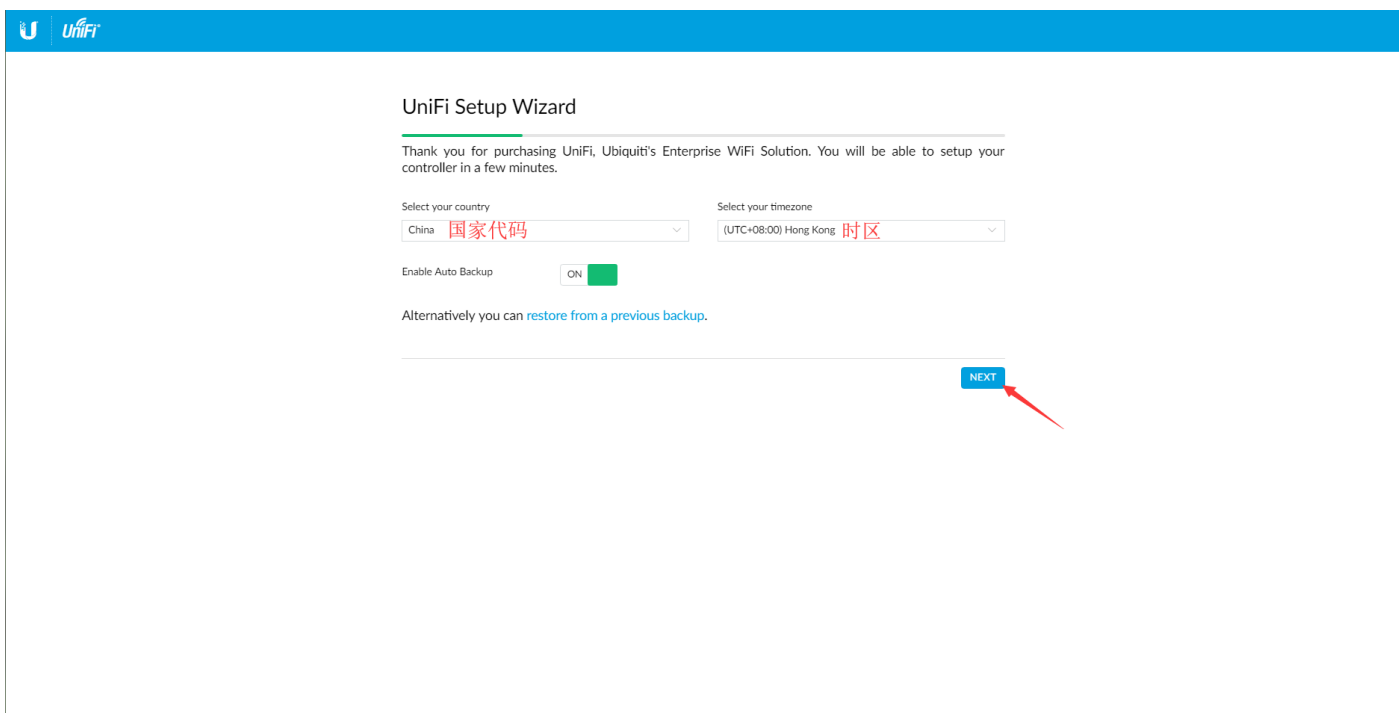 UniFi
UniFi Setup Wizard
Thank you for purchasing UniFi, Ubiquiti's Enterprise WiFi Solution. You will be able to setup your
controller in a few minutes.
Select your country
Select your timezone
China 国家代码
(UTC+08:00) Hong Kong 时区
Enable Auto Backup
ON
Alternatively you can restore from a previous backup.
NEXT